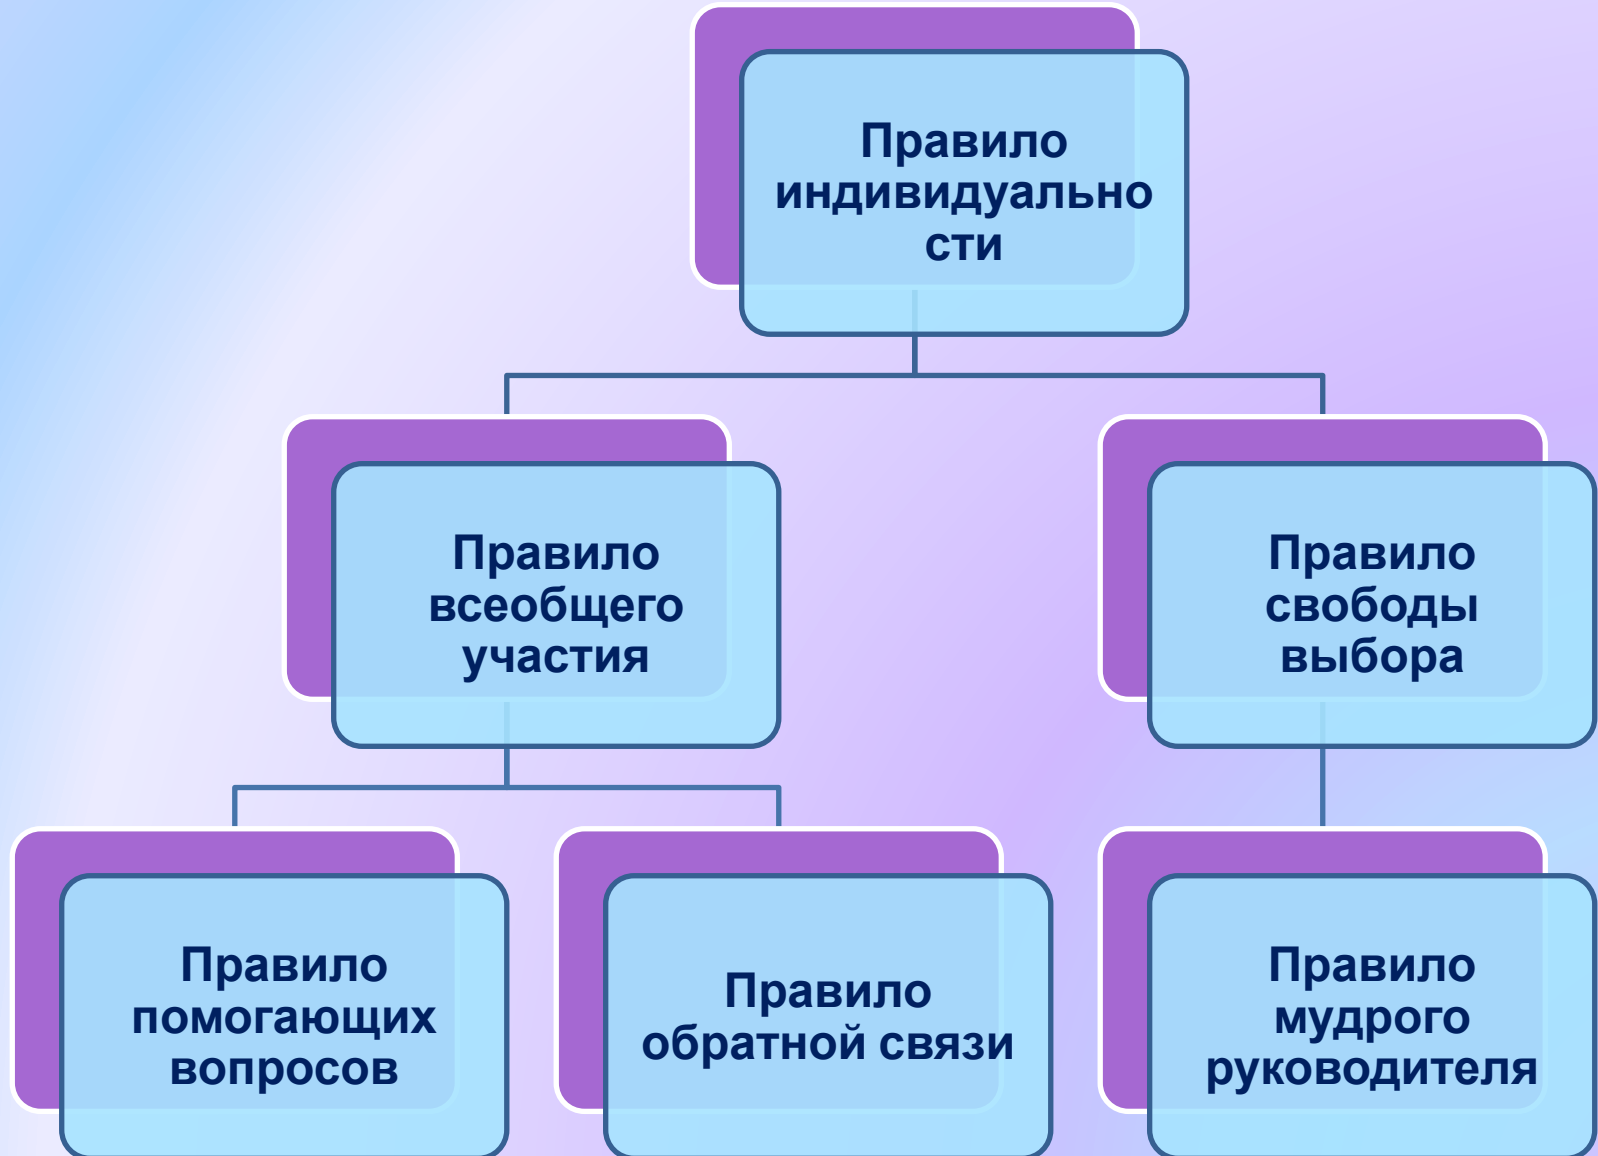 Правило
индивидуально
сти
Правило
всеобщего
участия
Правило
свободы
выбора
Правило
помогающих
вопросов
Правило
обратной связи
Правило
мудрого
руководителя